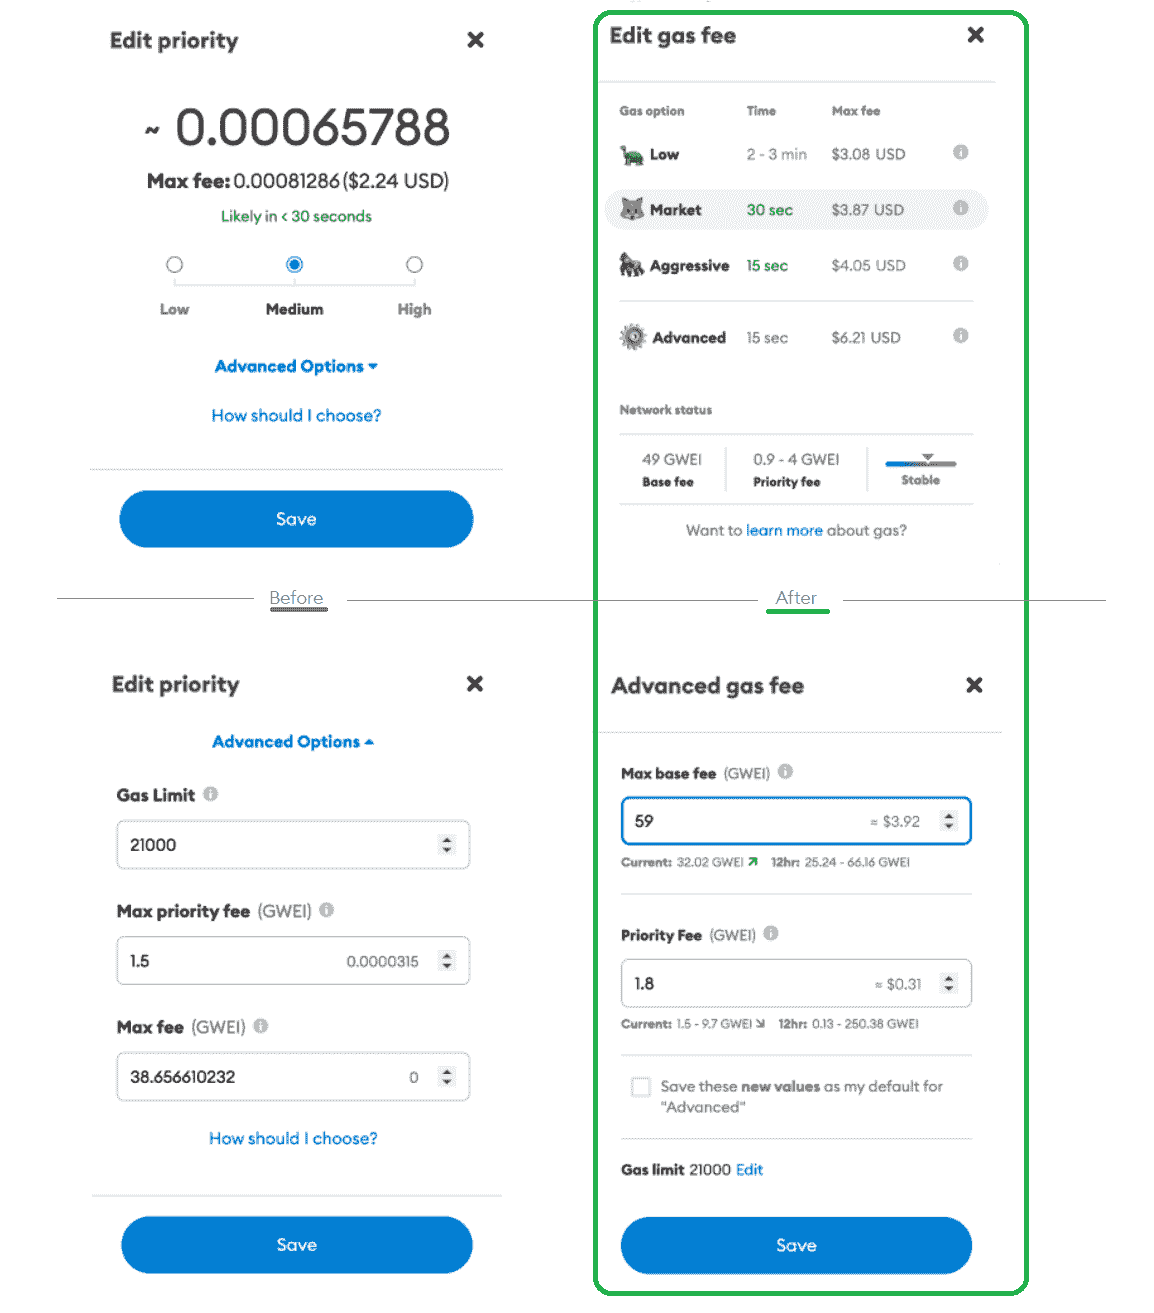 Edit priority
~ 0.00065788
Max fee: 0.00081286 ($2.24 USD)
Likely in < 30 seconds
Low Medium High
Advanced Options
How should I choose?
Save
Edit gas fee
Gas option Time Max fee
Low 2 - 3 min $3.08 USD
Market 30 sec $3.87 USD
Aggressive 15 sec $4.05 USD
Advanced 15 sec $6.21 USD
Network status
49 GWEI 0.9 - 4 GWEI
Base fee Priority fee Stable
Want to learn more about gas?
Before
After
Edit priority
Advanced Options
Gas Limit
21000
Max priority fee (GWEI)
1.5 0.0000315
Max fee (GWEI)
38.656610232 0
How should I choose?
Save
Advanced gas fee
Max base fee (GWEI)
59 ≈ $3.92
Current: 32.02 GWEI 12hr: 25.24 - 66.16 GWEI
Priority Fee (GWEI)
1.8 ≈ $0.31
Current: 1.5 - 9.7 GWEI 12hr: 0.13 - 250.38 GWEI
Save these new values as my default for
"Advanced"
Gas limit 21000 Edit
Save